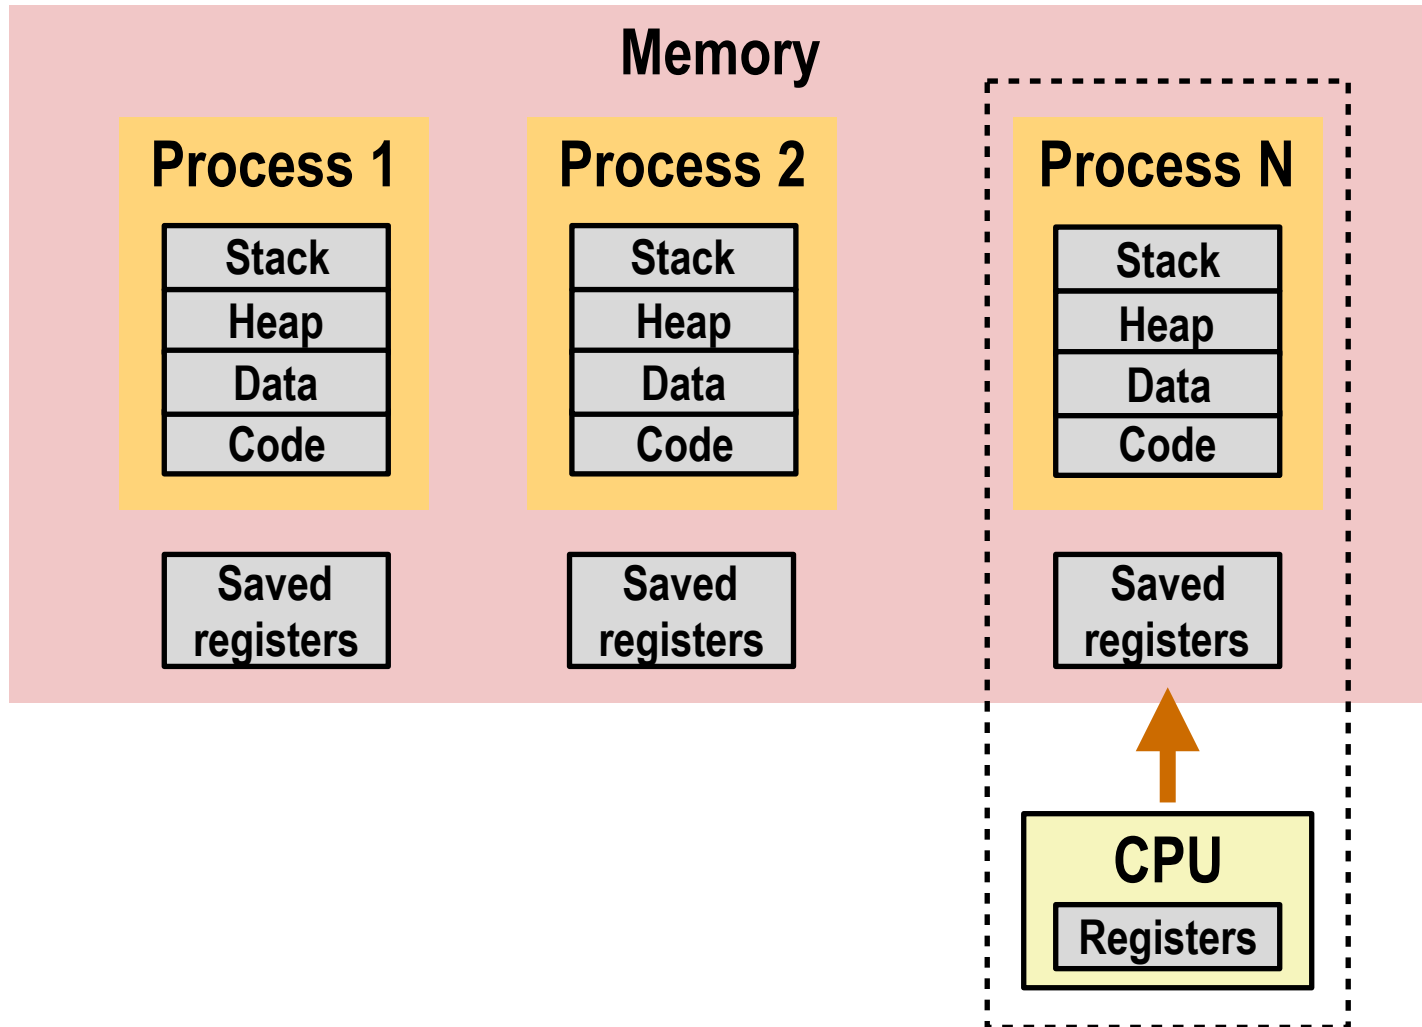 Memory
Process 1
Stack
Heap
Data
Code
Saved
registers
Process 2
Stack
Heap
Data
Code
Saved
registers
Process N
Stack
Heap
Data
Code
Saved
registers
CPU
Registers